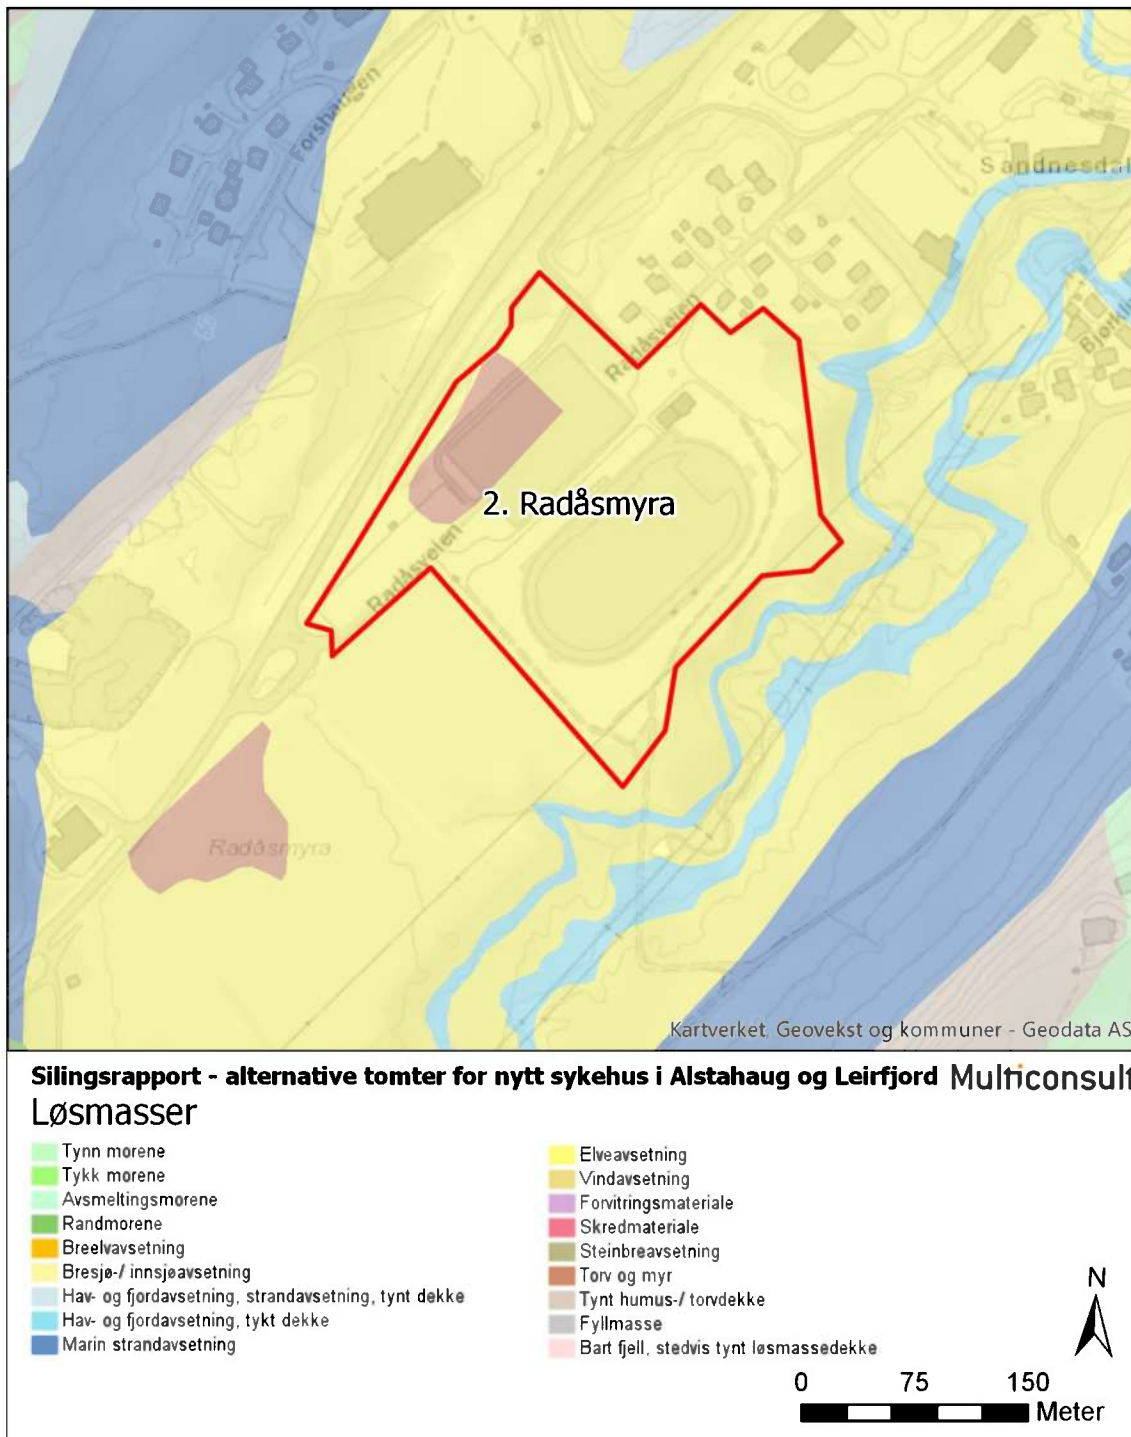 Forshaugen
Sandnesdal
Radåsveien
Bjørkli
2. Radåsmyra
Radåsveien
Radåsmyra
Kartverket, Geovekst og kommuner - Geodata AS
Silingsrapport - alternative tomter for nytt sykehus i Alstahaug og Leirfjord Multiconsult
Løsmasser
Tynn morene
Tykk morene
Avsmeltingsmorene
Randmorene
Breelvavsetning
Bresjø-/ innsjøavsetning
Hav- og fjordavsetning, strandavsetning, tynt dekke
Hav- og fjordavsetning, tykt dekke
Marin strandavsetning
Elveavsetning
Vindavsetning
Forvitringsmateriale
Skredmateriale
Steinbreavsetning
Torv og myr
Tynt humus-/ torvdekke
Fyllmasse
Bart fjell, stedvis tynt løsmassedekke
N
0 75 150
Meter